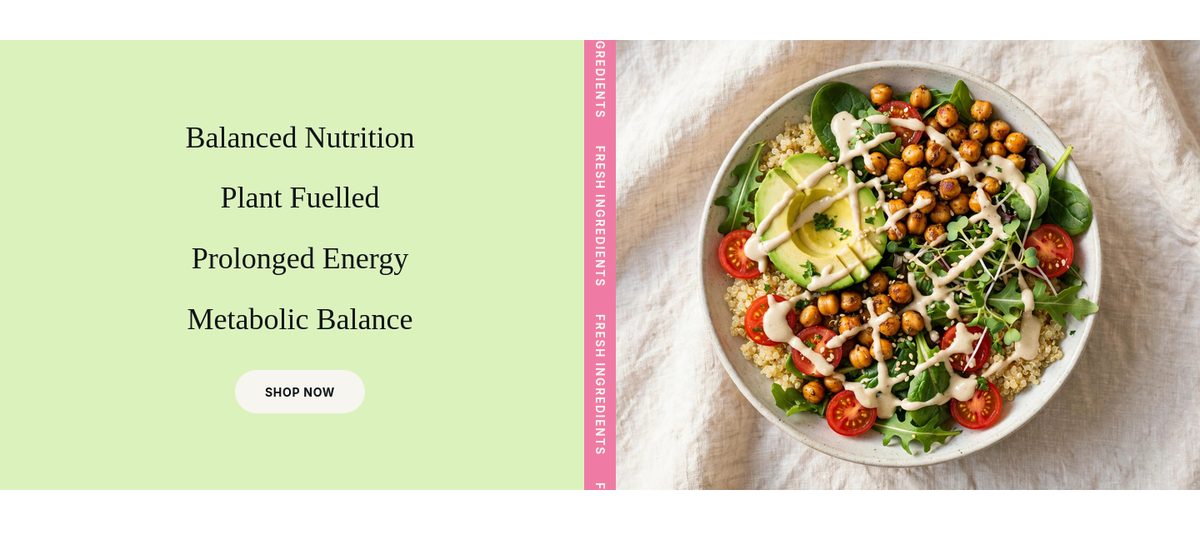 Balanced Nutrition
Plant Fuelled
Prolonged Energy
Metabolic Balance
SHOP NOW
GREDIENTS
FRESH INGREDIENTS
FRESH INGREDIENTS
F